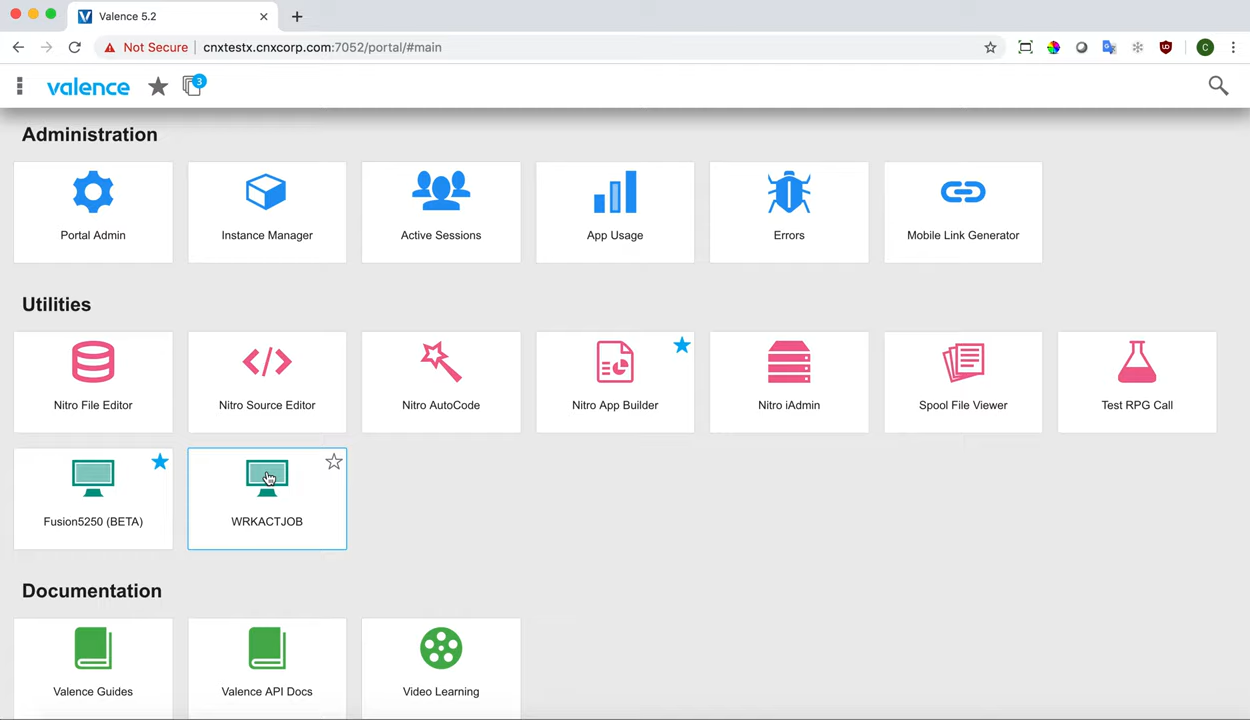 Valence 5.2
Not Secure cnxtestx.cnxcorp.com:7052/portal/#main
C
valence 3
Administration
Portal Admin Instance Manager Active Sessions App Usage Errors Mobile Link Generator
Utilities
Nitro File Editor Nitro Source Editor Nitro AutoCode Nitro App Builder Nitro iAdmin Spool File Viewer Test RPG Call
Fusion5250 (BETA) WRKACTJOB
Documentation
Valence Guides Valence API Docs Video Learning